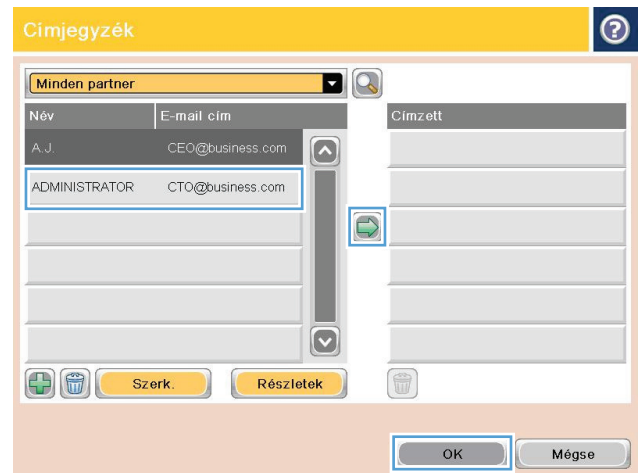 Címjegyzék
Minden partner
Név E-mail cím Címzett
A.J. CEO@business.com
ADMINISTRATOR CTO@business.com
Szerk. Részletek
OK Mégse